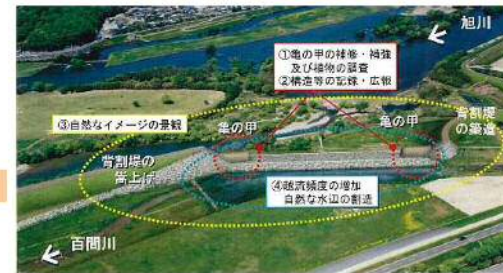 旭川
①亀の甲の補修・補強
及び植物の調査
②構造等の記録・広報
③自然なイメージの景観
亀の甲
亀の甲
背割堤
の築造
背割堤の
嵩上げ
④越流頻度の増加
自然な水辺の創造
百間川